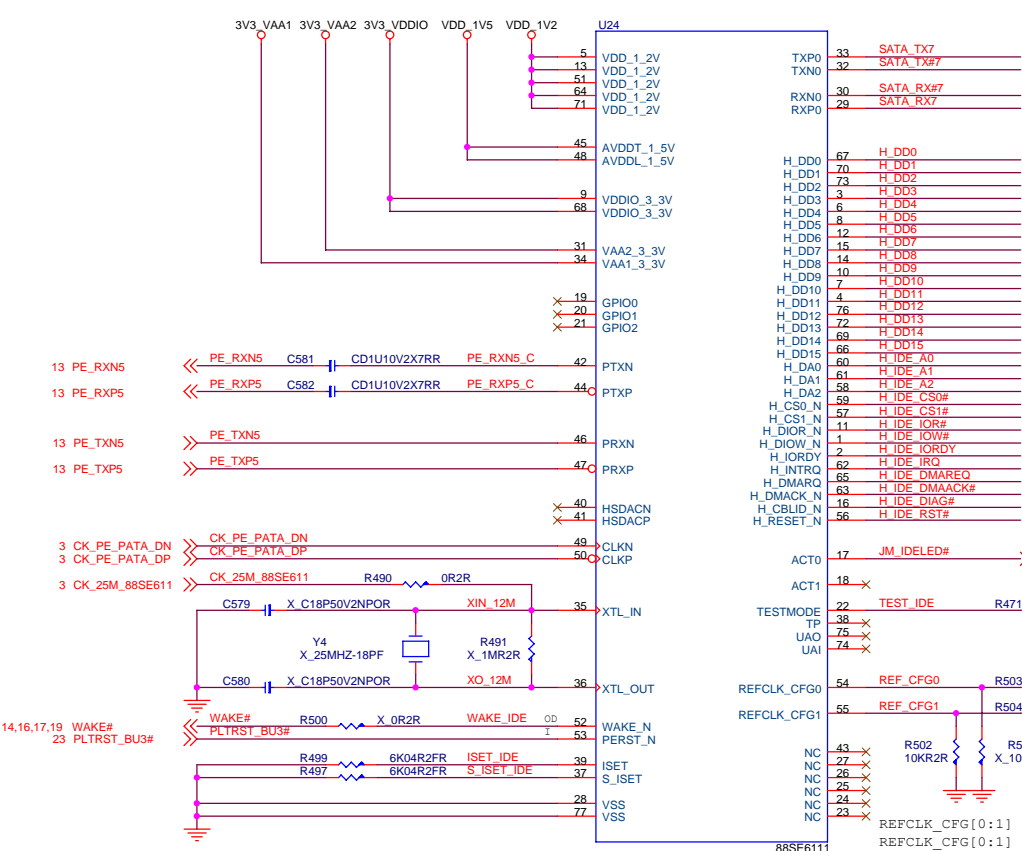 3V3_VAA1 3V3_VAA2 3V3_VDDIO VDD_1V5 VDD_1V2
U24
5 VDD_1_2V
13 VDD_1_2V
51 VDD_1_2V
64 VDD_1_2V
71 VDD_1_2V
45 AVDDT_1_5V
48 AVDDL_1_5V
9 VDDIO_3_3V
68 VDDIO_3_3V
31 VAA2_3_3V
34 VAA1_3_3V
19 GPIO0
20 GPIO1
21 GPIO2
13 PE_RXN5 PE_RXN5 C581 CD1U10V2X7RR PE_RXN5_C 42 PTXN
13 PE_RXP5 PE_RXP5 C582 CD1U10V2X7RR PE_RXP5_C 44 PTXP
13 PE_TXN5 PE_TXN5 46 PRXN
13 PE_TXP5 PE_TXP5 47 PRXP
40 HSDACN
41 HSDACP
3 CK_PE_PATA_DN CK_PE_PATA_DN 49 CLKN
3 CK_PE_PATA_DP CK_PE_PATA_DP 50 CLKP
3 CK_25M_88SE611 CK_25M_88SE611 R490 0R2R
C579 X_C18P50V2NPOR XIN_12M 35 XTL_IN
Y4
X_25MHZ-18PF
R491
X_1MR2R
C580 X_C18P50V2NPOR XO_12M 36 XTL_OUT
14,16,17,19 WAKE# WAKE# R500 X_0R2R WAKE_IDE OD 52 WAKE_N
23 PLTRST_BU3# PLTRST_BU3# I 53 PERST_N
R499 6K04R2FR ISET_IDE 39 ISET
R497 6K04R2FR S_ISET_IDE 37 S_ISET
28 VSS
77 VSS
TXP0 33 SATA_TX7
TXN0 32 SATA_TX#7
RXN0 30 SATA_RX#7
RXP0 29 SATA_RX7
H_DD0 67 H_DD0
H_DD1 70 H_DD1
H_DD2 73 H_DD2
H_DD3 3 H_DD3
H_DD4 6 H_DD4
H_DD5 8 H_DD5
H_DD6 12 H_DD6
H_DD7 15 H_DD7
H_DD8 14 H_DD8
H_DD9 10 H_DD9
H_DD10 7 H_DD10
H_DD11 4 H_DD11
H_DD12 76 H_DD12
H_DD13 72 H_DD13
H_DD14 69 H_DD14
H_DD15 66 H_DD15
H_DA0 60 H_IDE_A0
H_DA1 61 H_IDE_A1
H_DA2 58 H_IDE_A2
H_CS0_N 59 H_IDE_CS0#
H_CS1_N 57 H_IDE_CS1#
H_DIOR_N 11 H_IDE_IOR#
H_DIOW_N 1 H_IDE_IOW#
H_IORDY 2 H_IDE_IORDY
H_INTRQ 62 H_IDE_IRQ
H_DMARQ 65 H_IDE_DMAREQ
H_DMACK_N 63 H_IDE_DMAACK#
H_CBLID_N 16 H_IDE_DIAG#
H_RESET_N 56 H_IDE_RST#
ACT0 17 JM_IDELED#
ACT1 18
TESTMODE 22 TEST_IDE R471
TP 38
UAO 75
UAI 74
REFCLK_CFG0 54 REF_CFG0 R503
REFCLK_CFG1 55 REF_CFG1 R504
R502
10KR2R
R5
X_10
NC 43
NC 27
NC 26
NC 25
NC 24
NC 23
88SE6111
REFCLK_CFG[0:1]
REFCLK_CFG[0:1]